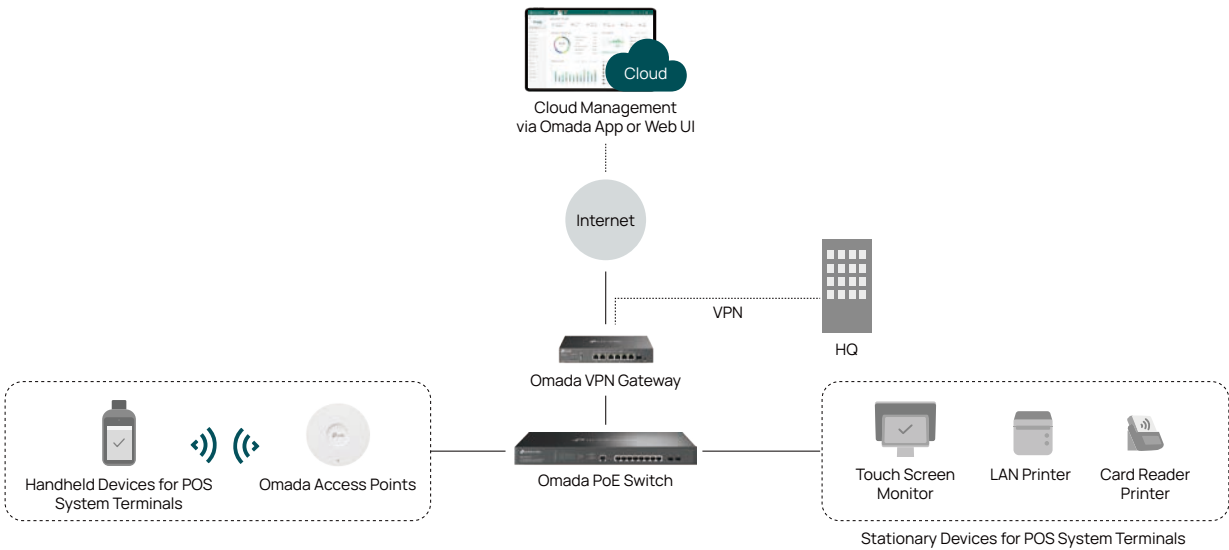 Cloud
Cloud Management
via Omada App or Web UI
Internet
VPN
HQ
Omada VPN Gateway
Handheld Devices for POS
System Terminals
Omada Access Points
Omada PoE Switch
Touch Screen
Monitor
LAN Printer
Card Reader
Printer
Stationary Devices for POS System Terminals